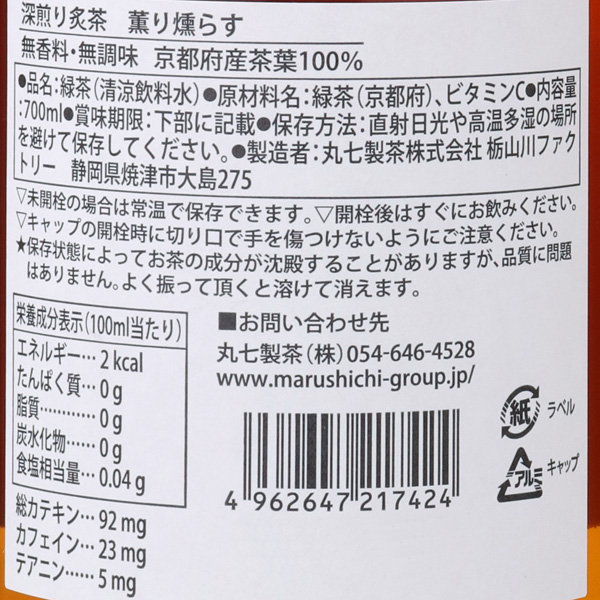 深煎り炙茶 薫り燻らす
無香料・無調味 京都府産茶葉100%
●品名：緑茶（清涼飲料水）●原材料名：緑茶（京都府）、ビタミンC●内容量
：700ml●賞味期限：下部に記載●保存方法：直射日光や高温多湿の場所
を避けて保存してください。●製造者：丸七製茶株式会社 栃山川ファク
トリー 静岡県焼津市大島275
▽未開栓の場合は常温で保存できます。▽開栓後はすぐにお飲みください。
▽キャップの開栓時に切り口で手を傷つけないようにご注意ください。
★保存状態によってお茶の成分が沈殿することがありますが、品質に問題
はありません。よく振って頂くと溶けて消えます。
栄養成分表示（100ml当たり）
エネルギー… 2 kcal
たんぱく質… 0 g
脂質………… 0 g
炭水化物…… 0 g
食塩相当量… 0.04 g
総カテキン… 92 mg
カフェイン… 23 mg
テアニン…… 5 mg
■お問い合わせ先
丸七製茶（株）054-646-4528
www.marushichi-group.jp/
4 962647 217424
紙 ラベル
アルミ キャップ